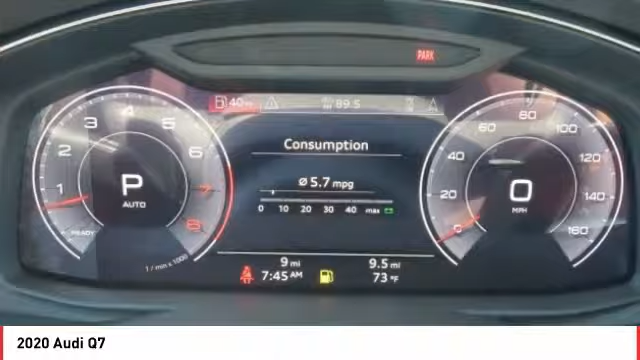 PARK
40
89.5
Consumption
ø 5.7 mpg
0 10 20 30 40 max
1 2 3 4 5 6 7 8
P
AUTO
READY
1 / min x 1000
0 20 40 60 80 100 120 140 160
0
MPH
9 mi
9.5 mi
7:45 AM
73 °F
2020 Audi Q7